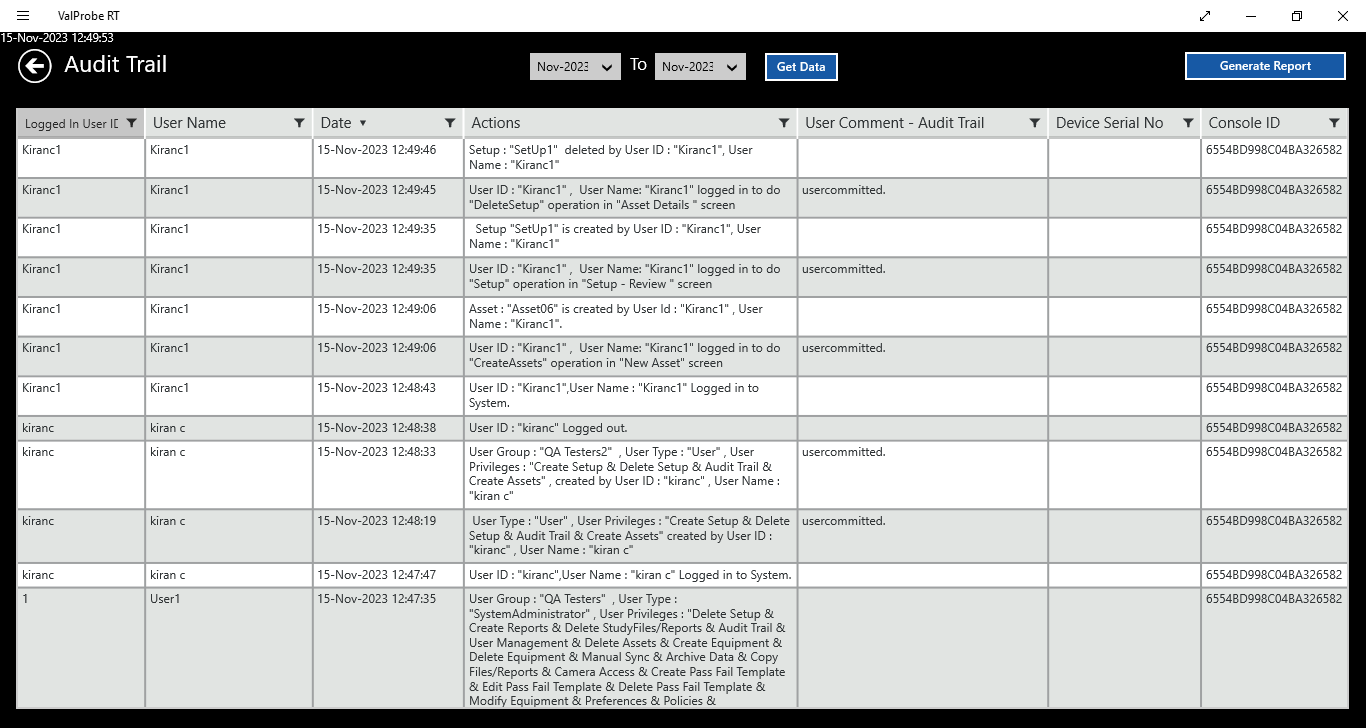 ValProbe RT
15-Nov-2023 12:49:53
Audit Trail
Nov-2023 To Nov-2023 Get Data Generate Report
Logged In User ID User Name Date Actions User Comment - Audit Trail Device Serial No Console ID
Kiranc1 Kiranc1 15-Nov-2023 12:49:46 Setup : "SetUp1"  deleted by User ID : "Kiranc1", User 6554BD998C04BA326582
Name : "Kiranc1"
Kiranc1 Kiranc1 15-Nov-2023 12:49:45 User ID : "Kiranc1" ,  User Name: "Kiranc1" logged in to do usercommitted. 6554BD998C04BA326582
"DeleteSetup" operation in "Asset Details " screen
Kiranc1 Kiranc1 15-Nov-2023 12:49:35 Setup "SetUp1" is created by User ID : "Kiranc1", User 6554BD998C04BA326582
Name : "Kiranc1"
Kiranc1 Kiranc1 15-Nov-2023 12:49:35 User ID : "Kiranc1" ,  User Name: "Kiranc1" logged in to do usercommitted. 6554BD998C04BA326582
"Setup" operation in "Setup - Review " screen
Kiranc1 Kiranc1 15-Nov-2023 12:49:06 Asset : "Asset06" is created by User Id : "Kiranc1" , User 6554BD998C04BA326582
Name : "Kiranc1".
Kiranc1 Kiranc1 15-Nov-2023 12:49:06 User ID : "Kiranc1" ,  User Name: "Kiranc1" logged in to do usercommitted. 6554BD998C04BA326582
"CreateAssets" operation in "New Asset" screen
Kiranc1 Kiranc1 15-Nov-2023 12:48:43 User ID : "Kiranc1",User Name : "Kiranc1" Logged in to 6554BD998C04BA326582
System.
kiranc kiran c 15-Nov-2023 12:48:38 User ID : "kiranc" Logged out. 6554BD998C04BA326582
kiranc kiran c 15-Nov-2023 12:48:33 User Group : "QA Testers2"  , User Type : "User" , User usercommitted. 6554BD998C04BA326582
Privileges : "Create Setup & Delete Setup & Audit Trail &
Create Assets" , created by User ID : "kiranc" , User Name :
"kiran c"
kiranc kiran c 15-Nov-2023 12:48:19 User Type : "User" , User Privileges : "Create Setup & Delete usercommitted. 6554BD998C04BA326582
Setup & Audit Trail & Create Assets" created by User ID :
"kiranc" , User Name : "kiran c"
kiranc kiran c 15-Nov-2023 12:47:47 User ID : "kiranc",User Name : "kiran c" Logged in to System. 6554BD998C04BA326582
1 User1 15-Nov-2023 12:47:35 User Group : "QA Testers"  , User Type : 6554BD998C04BA326582
"SystemAdministrator" , User Privileges : "Delete Setup &
Create Reports & Delete StudyFiles/Reports & Audit Trail &
User Management & Delete Assets & Create Equipment &
Delete Equipment & Manual Sync & Archive Data & Copy
Files/Reports & Camera Access & Create Pass Fail Template
& Edit Pass Fail Template & Delete Pass Fail Template &
Modify Equipment & Preferences & Policies &